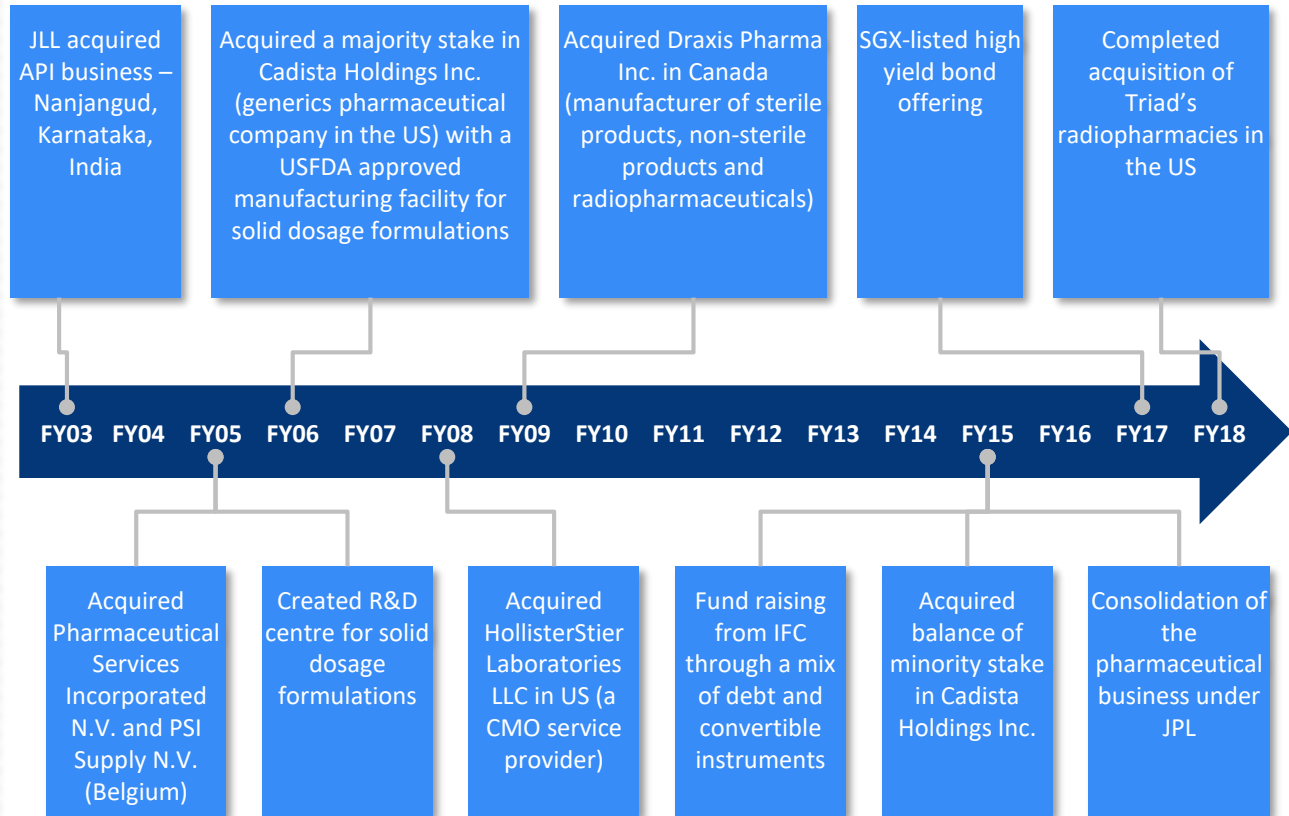 JLL acquired
API business –
Nanjangud,
Karnataka,
India
Acquired a majority stake in
Cadista Holdings Inc.
(generics pharmaceutical
company in the US) with a
USFDA approved
manufacturing facility for
solid dosage formulations
Acquired Draxis Pharma
Inc. in Canada
(manufacturer of sterile
products, non-sterile
products and
radiopharmaceuticals)
SGX-listed high
yield bond
offering
Completed
acquisition of
Triad’s
radiopharmacies in
the US
FY03 FY04 FY05 FY06 FY07 FY08 FY09 FY10 FY11 FY12 FY13 FY14 FY15 FY16 FY17 FY18
Acquired
Pharmaceutical
Services
Incorporated
N.V. and PSI
Supply N.V.
(Belgium)
Created R&D
centre for solid
dosage
formulations
Acquired
HollisterStier
Laboratories
LLC in US (a
CMO service
provider)
Fund raising
from IFC
through a mix
of debt and
convertible
instruments
Acquired
balance of
minority stake
in Cadista
Holdings Inc.
Consolidation of
the
pharmaceutical
business under
JPL